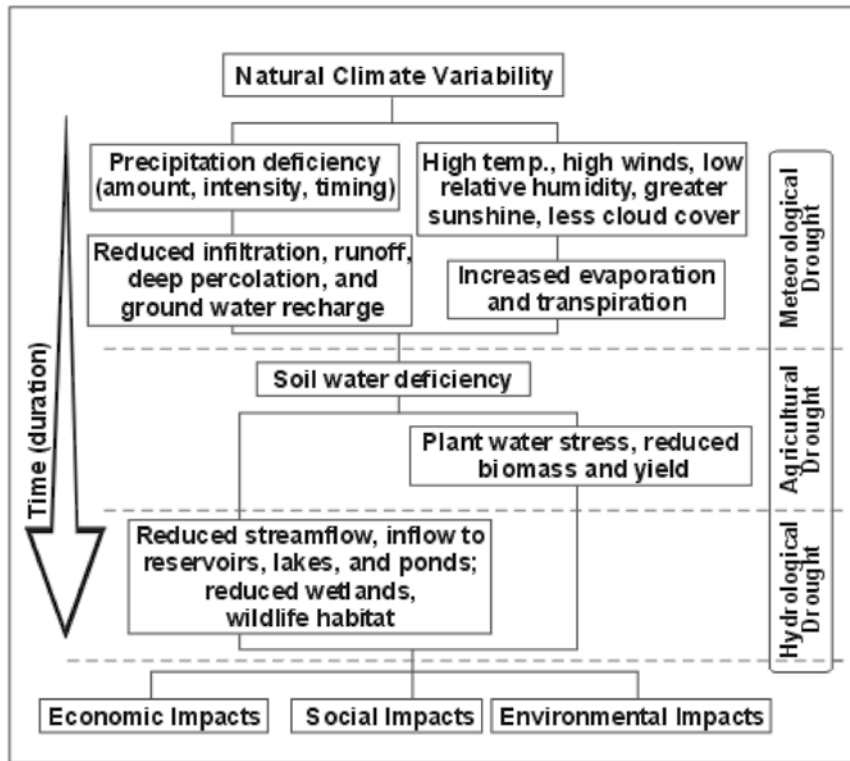 Natural Climate Variability
Precipitation deficiency
(amount, intensity, timing)
High temp., high winds, low
relative humidity, greater
sunshine, less cloud cover
Reduced infiltration, runoff,
deep percolation, and
ground water recharge
Increased evaporation
and transpiration
Meteorological
Drought
Time (duration)
Soil water deficiency
Plant water stress, reduced
biomass and yield
Agricultural
Drought
Reduced streamflow, inflow to
reservoirs, lakes, and ponds;
reduced wetlands,
wildlife habitat
Hydrological
Drought
Economic Impacts
Social Impacts
Environmental Impacts